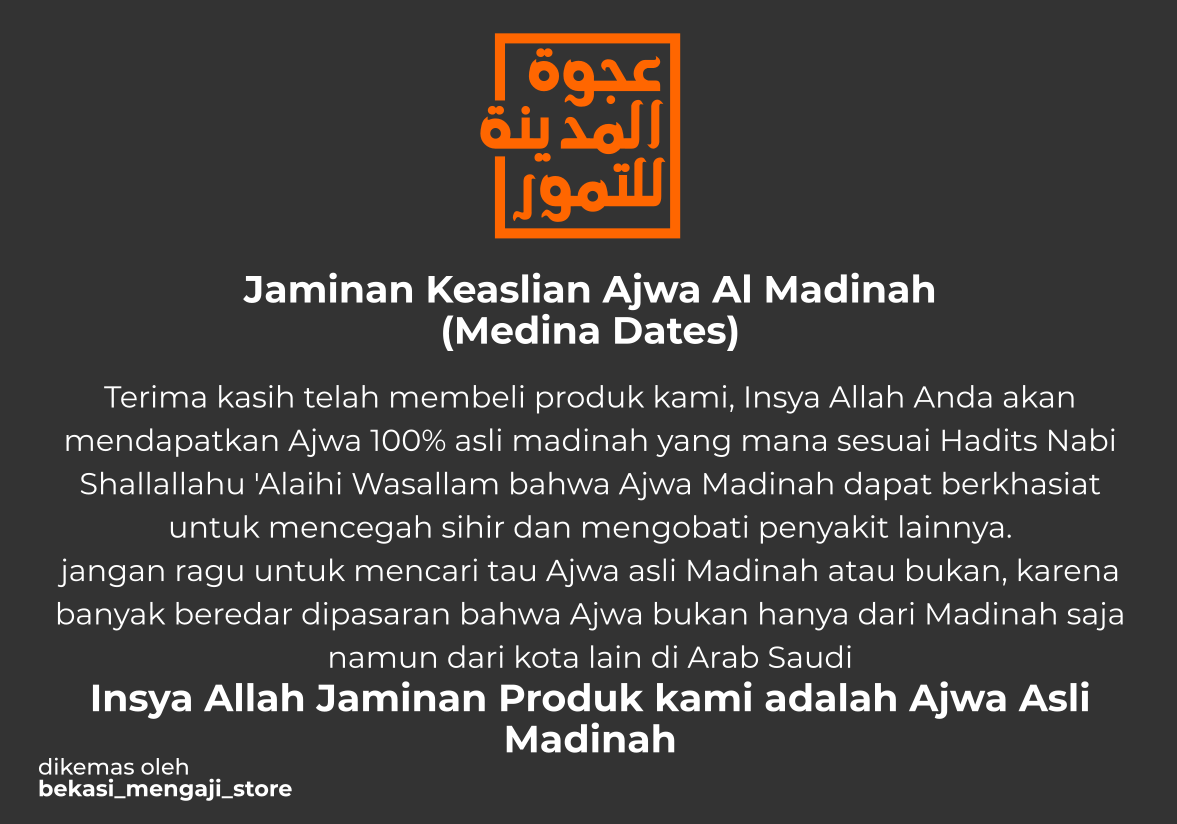 عجوة
المدينة
للتمور
Jaminan Keaslian Ajwa Al Madinah
(Medina Dates)
Terima kasih telah membeli produk kami, Insya Allah Anda akan
mendapatkan Ajwa 100% asli madinah yang mana sesuai Hadits Nabi
Shallallahu 'Alaihi Wasallam bahwa Ajwa Madinah dapat berkhasiat
untuk mencegah sihir dan mengobati penyakit lainnya.
jangan ragu untuk mencari tau Ajwa asli Madinah atau bukan, karena
banyak beredar dipasaran bahwa Ajwa bukan hanya dari Madinah saja
namun dari kota lain di Arab Saudi
Insya Allah Jaminan Produk kami adalah Ajwa Asli
Madinah
dikemas oleh
bekasi_mengaji_store